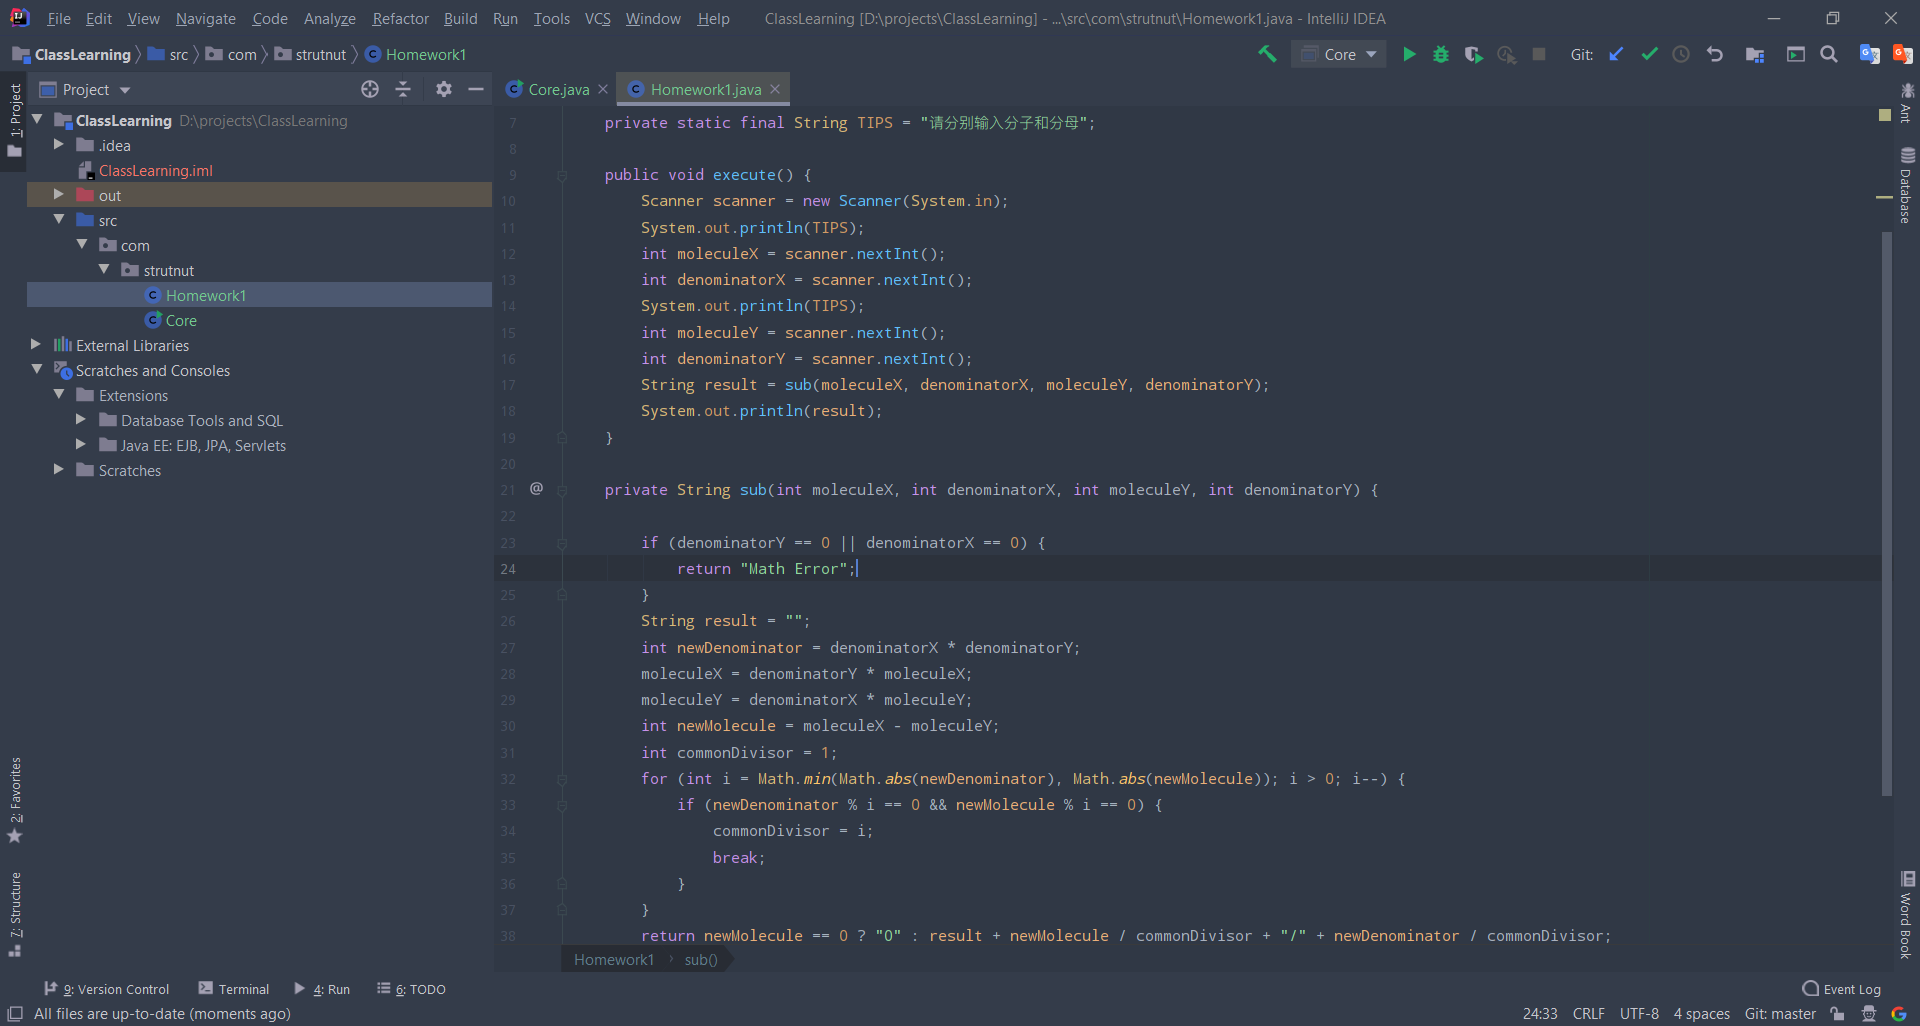 File Edit View Navigate Code Analyze Refactor Build Run Tools VCS Window Help ClassLearning [D:\projects\ClassLearning] - ...\src\com\strutnut\Homework1.java - IntelliJ IDEA
ClassLearning src com strutnut Homework1 Core Git:
1: Project
Project
Core.java
Homework1.java
ClassLearning D:\projects\ClassLearning
.idea
ClassLearning.iml
out
src
com
strutnut
Homework1
Core
External Libraries
Scratches and Consoles
Extensions
Database Tools and SQL
Java EE: EJB, JPA, Servlets
Scratches
7 private static final String TIPS = "请分别输入分子和分母";
8
9 public void execute() {
10 Scanner scanner = new Scanner(System.in);
11 System.out.println(TIPS);
12 int moleculeX = scanner.nextInt();
13 int denominatorX = scanner.nextInt();
14 System.out.println(TIPS);
15 int moleculeY = scanner.nextInt();
16 int denominatorY = scanner.nextInt();
17 String result = sub(moleculeX, denominatorX, moleculeY, denominatorY);
18 System.out.println(result);
19 }
20
21 @ private String sub(int moleculeX, int denominatorX, int moleculeY, int denominatorY) {
22
23 if (denominatorY == 0 || denominatorX == 0) {
24 return "Math Error";
25 }
26 String result = "";
27 int newDenominator = denominatorX * denominatorY;
28 moleculeX = denominatorY * moleculeX;
29 moleculeY = denominatorX * moleculeY;
30 int newMolecule = moleculeX - moleculeY;
31 int commonDivisor = 1;
32 for (int i = Math.min(Math.abs(newDenominator), Math.abs(newMolecule)); i > 0; i--) {
33 if (newDenominator % i == 0 && newMolecule % i == 0) {
34 commonDivisor = i;
35 break;
36 }
37 }
38 return newMolecule == 0 ? "0" : result + newMolecule / commonDivisor + "/" + newDenominator / commonDivisor;
Homework1 sub()
Ant
Database
Word Book
2: Favorites
7: Structure
9: Version Control Terminal 4: Run 6: TODO Event Log
All files are up-to-date (moments ago) 24:33 CRLF UTF-8 4 spaces Git: master